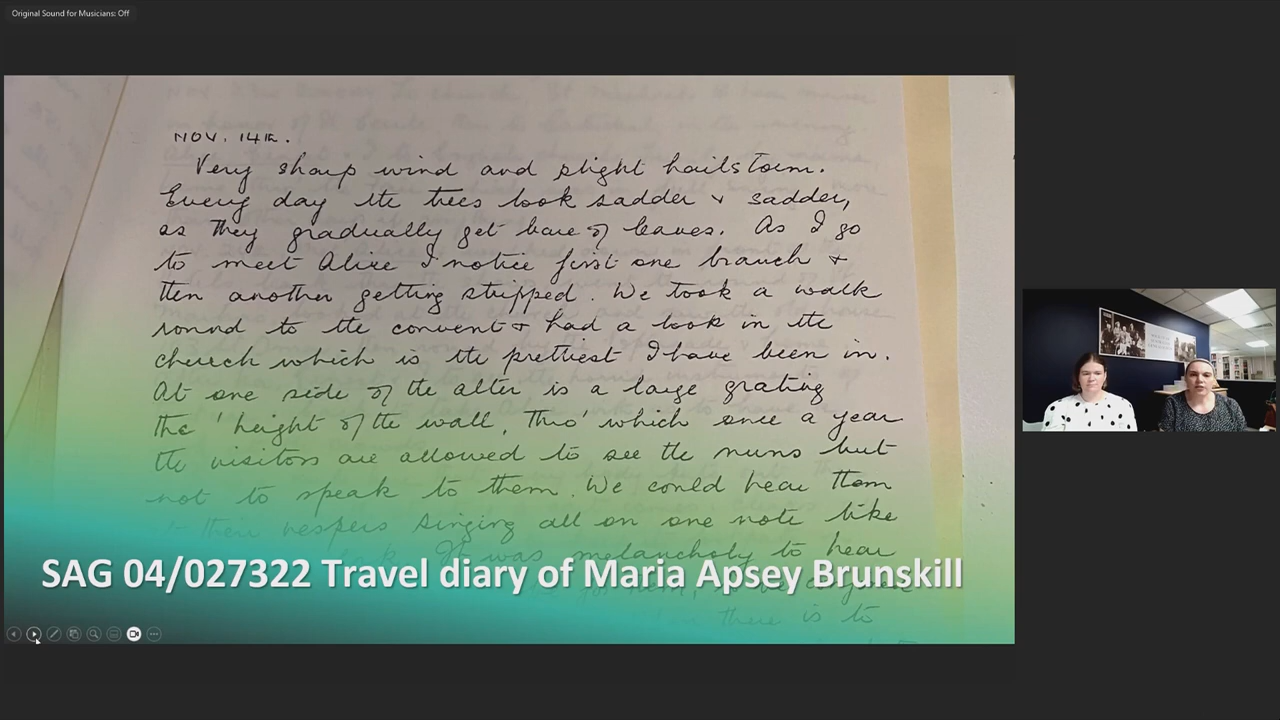 Original Sound for Musicians: Off
NOV. 14th.
Very sharp wind and slight hailstorm.
Every day the trees look sadder & sadder,
as they gradually get bare of leaves. As I go
to meet Alice I notice first one branch &
then another getting stripped. We took a walk
round to the convent & had a look in the
church which is the prettiest I have been in.
At one side of the alter is a large grating
the height of the wall, thro' which once a year
the visitors are allowed to see the nuns but
not to speak to them. We could hear them
their vespers singing all on one note like
It was melancholy to hear
there is to
SAG 04/027322 Travel diary of Maria Apsey Brunskill